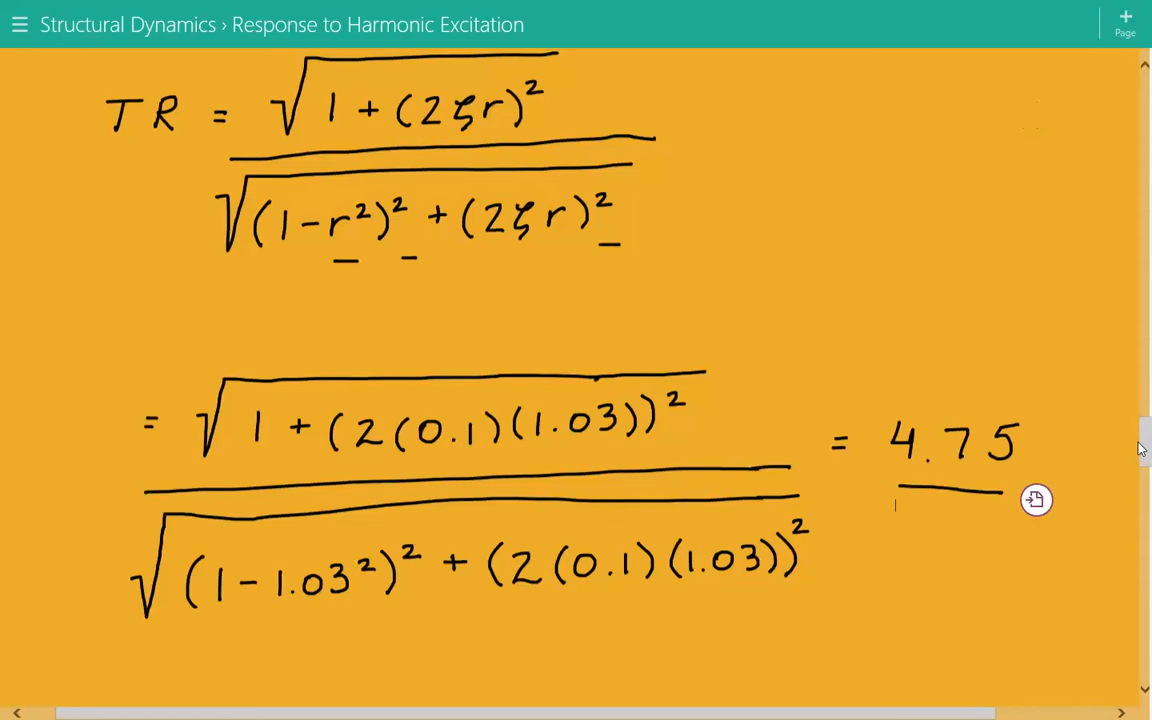 Structural Dynamics › Response to Harmonic Excitation
+
Page
TR = √(1 + (2ζr)²) / √((1-r²)² + (2ζr)²)
= √(1 + (2(0.1)(1.03))²) / √((1-1.03²)² + (2(0.1)(1.03))²) = 4.75